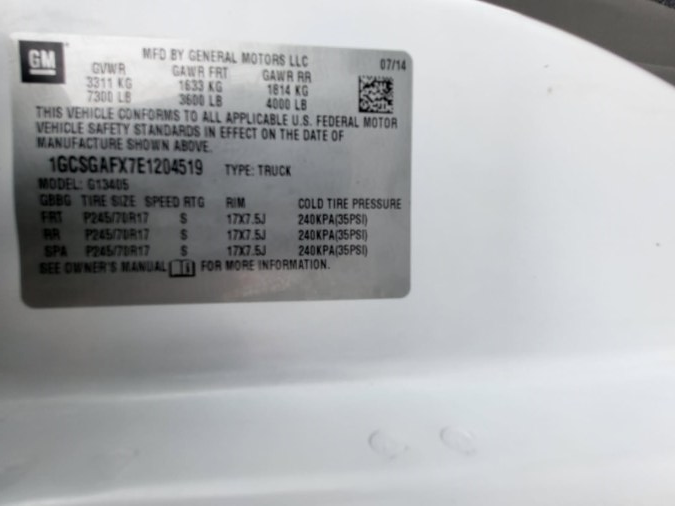 GM
MFD BY GENERAL MOTORS LLC
07/14
GVWR GAWR FRT GAWR RR
3311 KG 1633 KG 1814 KG
7300 LB 3600 LB 4000 LB
THIS VEHICLE CONFORMS TO ALL APPLICABLE U.S. FEDERAL MOTOR
VEHICLE SAFETY STANDARDS IN EFFECT ON THE DATE OF
MANUFACTURE SHOWN ABOVE.
1GCSGAFX7E1204519 TYPE: TRUCK
MODEL: G13405
GBBG TIRE SIZE SPEED RTG RIM COLD TIRE PRESSURE
FRT P245/70R17 S 17X7.5J 240KPA(35PSI)
RR P245/70R17 S 17X7.5J 240KPA(35PSI)
SPA P245/70R17 S 17X7.5J 240KPA(35PSI)
SEE OWNER'S MANUAL FOR MORE INFORMATION.